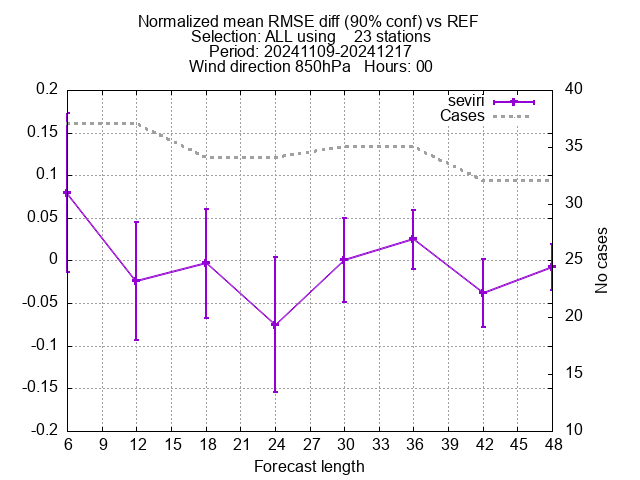 Normalized mean RMSE diff (90% conf) vs REF
Selection: ALL using    23 stations
Period: 20241109-20241217
Wind direction 850hPa   Hours: 00
seviri
Cases
0.2
0.15
0.1
0.05
0
-0.05
-0.1
-0.15
-0.2
40
35
30
25
20
15
10
No cases
6 9 12 15 18 21 24 27 30 33 36 39 42 45 48
Forecast length